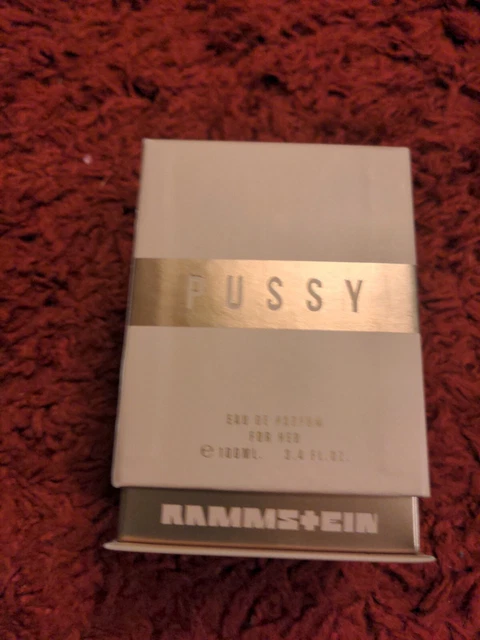 PUSSY
EAU DE PARFUM
FOR HER
℮ 100ML. 3.4 FL.OZ.
RAMMSTEIN